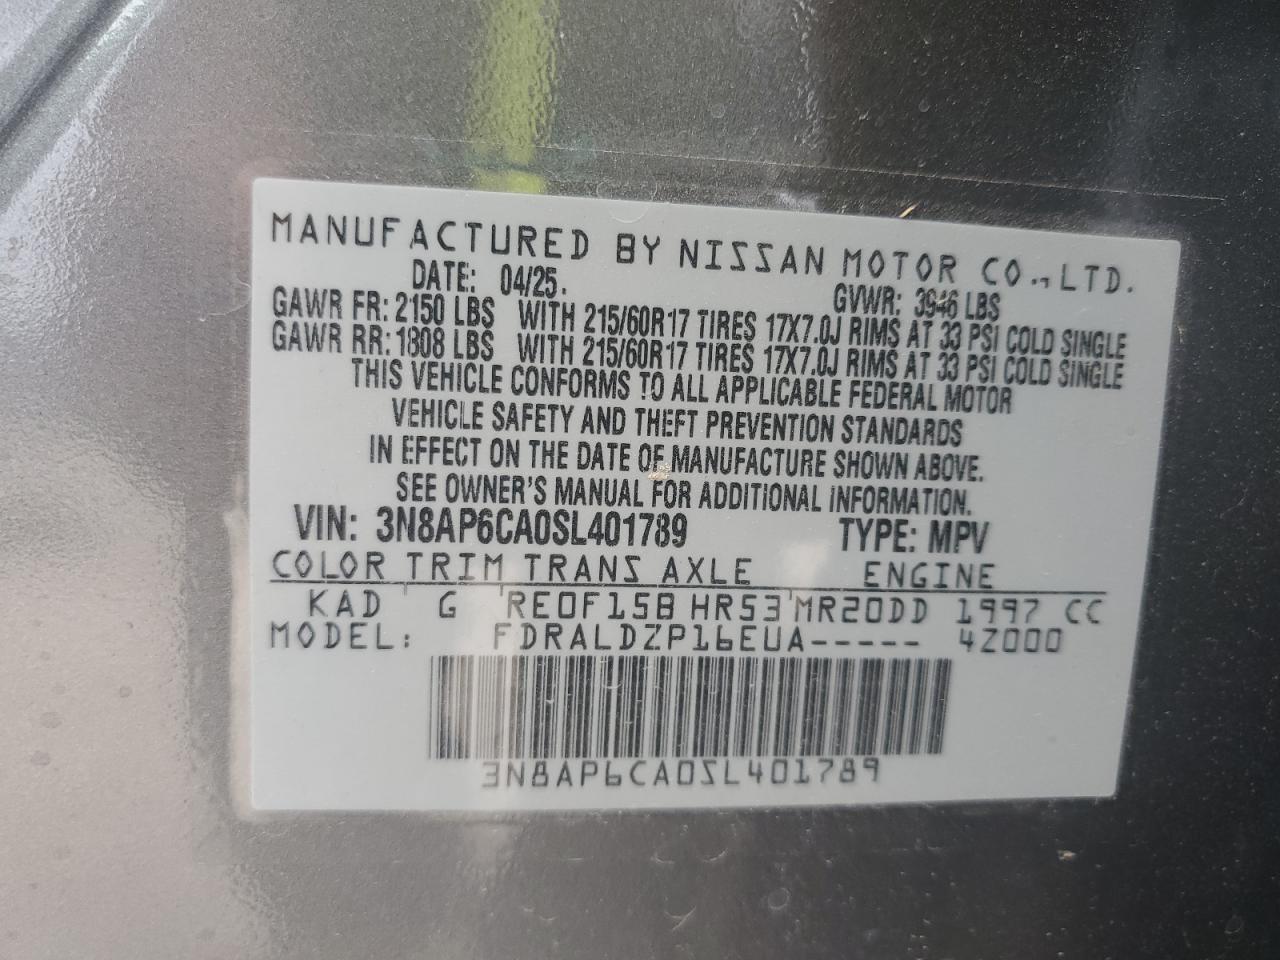 MANUFACTURED BY NISSAN MOTOR CO., LTD.
DATE: 04/25. GVWR: 3946 LBS
GAWR FR: 2150 LBS WITH 215/60R17 TIRES 17X7.0J RIMS AT 33 PSI COLD SINGLE
GAWR RR: 1808 LBS WITH 215/60R17 TIRES 17X7.0J RIMS AT 33 PSI COLD SINGLE
THIS VEHICLE CONFORMS TO ALL APPLICABLE FEDERAL MOTOR
VEHICLE SAFETY AND THEFT PREVENTION STANDARDS
IN EFFECT ON THE DATE OF MANUFACTURE SHOWN ABOVE.
SEE OWNER'S MANUAL FOR ADDITIONAL INFORMATION.
VIN: 3N8AP6CA0SL401789 TYPE: MPV
COLOR TRIM TRANS AXLE ENGINE
KAD G RE0F15B HR53 MR20DD 1997 CC
MODEL: FDRALDZP16EUA----- 4Z000
3N8AP6CA0SL401789